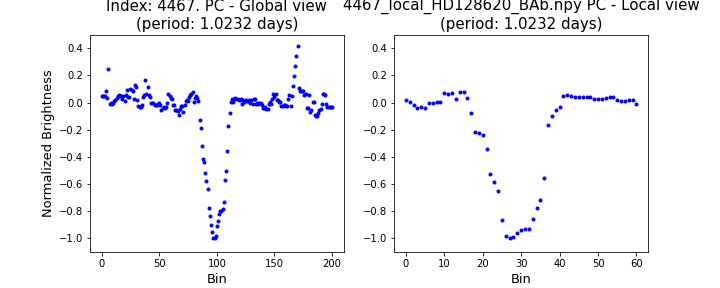 Index: 4467. PC - Global view
(period: 1.0232 days)
4467_local_HD128620_BAb.npy PC - Local view
(period: 1.0232 days)
Normalized Brightness
0.4
0.2
0.0
−0.2
−0.4
−0.6
−0.8
−1.0
0 50 100 150 200
Bin
0.4
0.2
0.0
−0.2
−0.4
−0.6
−0.8
−1.0
0 10 20 30 40 50 60
Bin